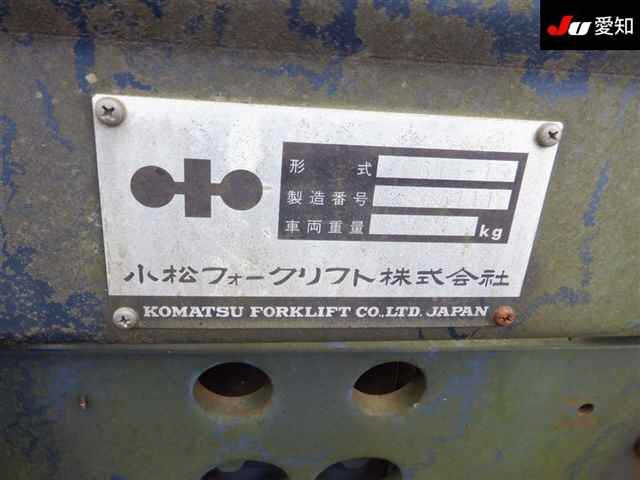 JU 愛知
形式
製造番号
車両重量 kg
小松フォークリフト株式会社
KOMATSU FORKLIFT CO.,LTD. JAPAN